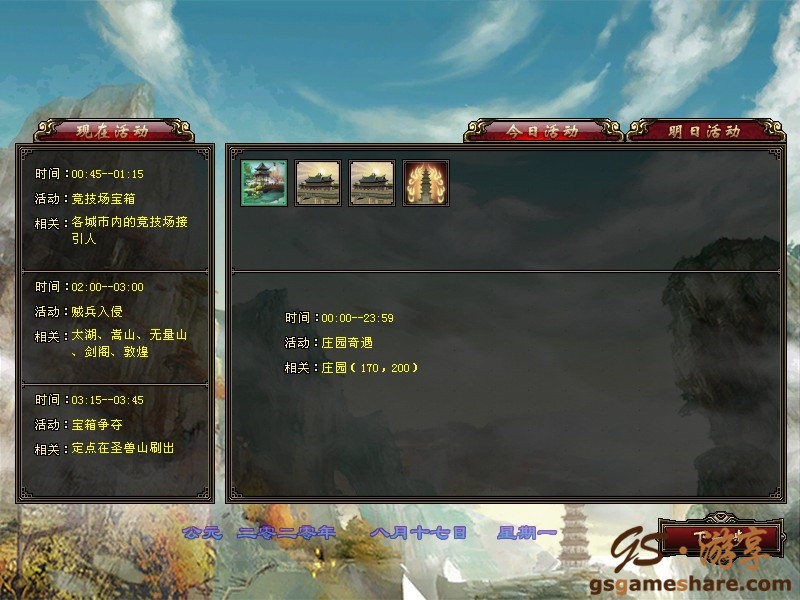 现在活动
今日活动
明日活动
时间：00:45--01:15
活动：竞技场宝箱
相关：各城市内的竞技场接
引人
时间：02:00--03:00
活动：贼兵入侵
相关：太湖、嵩山、无量山
、剑阁、敦煌
时间：03:15--03:45
活动：宝箱争夺
相关：定点在圣兽山刷出
时间：00:00--23:59
活动：庄园奇遇
相关：庄园(170，200)
公元 二零二零年 八月十七日 星期一
下 步
GS·游享
gsgameshare.com